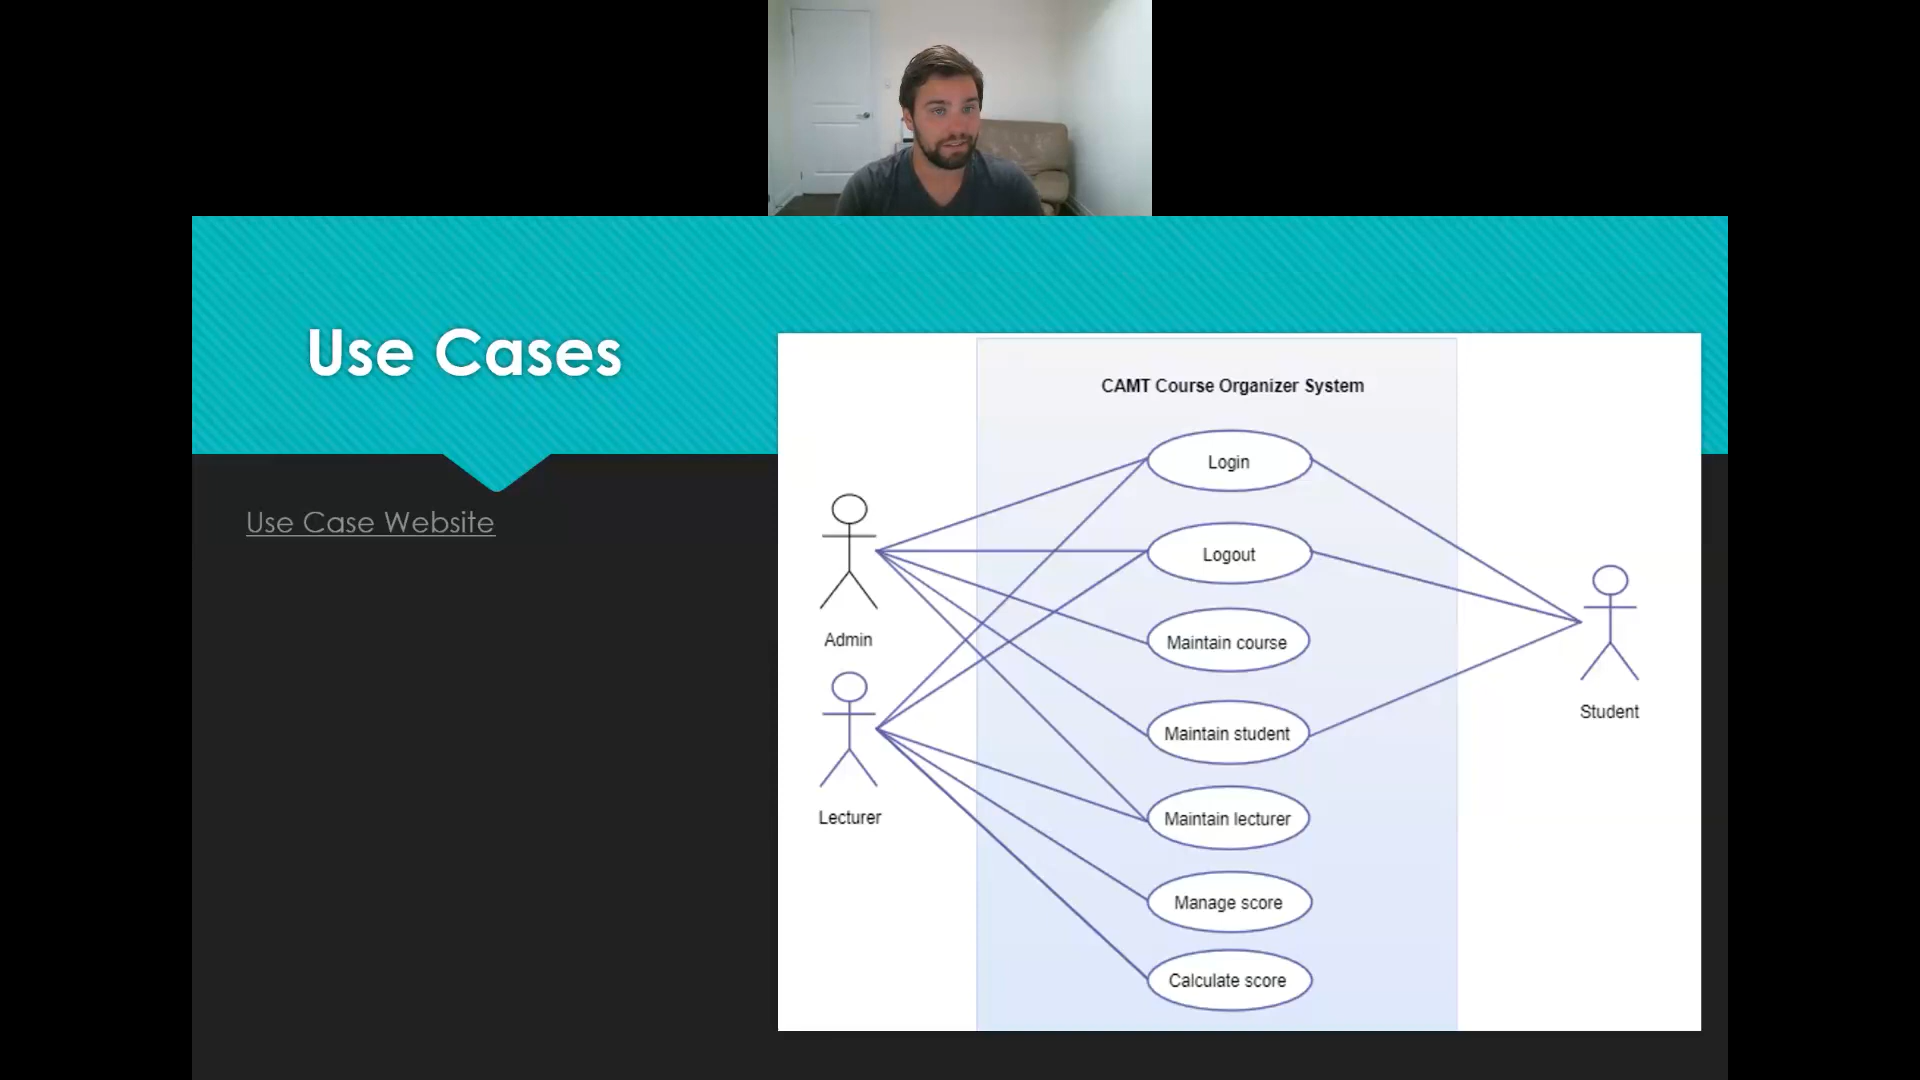 Use Cases
Use Case Website
CAMT Course Organizer System
Login
Logout
Maintain course
Maintain student
Maintain lecturer
Manage score
Calculate score
Admin
Lecturer
Student